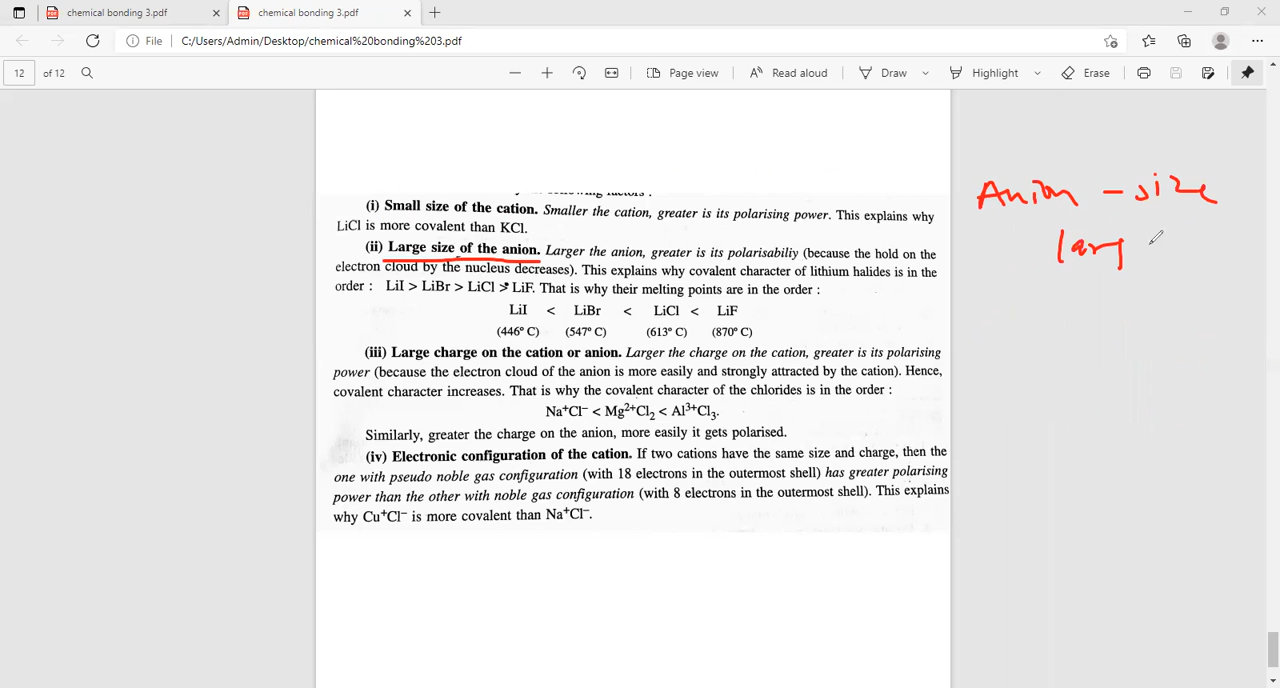 chemical bonding 3.pdf
chemical bonding 3.pdf
File C:/Users/Admin/Desktop/chemical%20bonding%203.pdf
12 of 12 Page view Read aloud Draw Highlight Erase
(i) Small size of the cation. Smaller the cation, greater is its polarising power. This explains why
LiCl is more covalent than KCl.
(ii) Large size of the anion. Larger the anion, greater is its polarisabiliy (because the hold on the
electron cloud by the nucleus decreases). This explains why covalent character of lithium halides is in the
order : LiI > LiBr > LiCl > LiF. That is why their melting points are in the order :
LiI < LiBr < LiCl < LiF
(446° C) (547° C) (613° C) (870° C)
(iii) Large charge on the cation or anion. Larger the charge on the cation, greater is its polarising
power (because the electron cloud of the anion is more easily and strongly attracted by the cation). Hence,
covalent character increases. That is why the covalent character of the chlorides is in the order :
Na⁺Cl⁻ < Mg²⁺Cl₂ < Al³⁺Cl₃.
Similarly, greater the charge on the anion, more easily it gets polarised.
(iv) Electronic configuration of the cation. If two cations have the same size and charge, then the
one with pseudo noble gas configuration (with 18 electrons in the outermost shell) has greater polarising
power than the other with noble gas configuration (with 8 electrons in the outermost shell). This explains
why Cu⁺Cl⁻ is more covalent than Na⁺Cl⁻.
Anion – size
larg